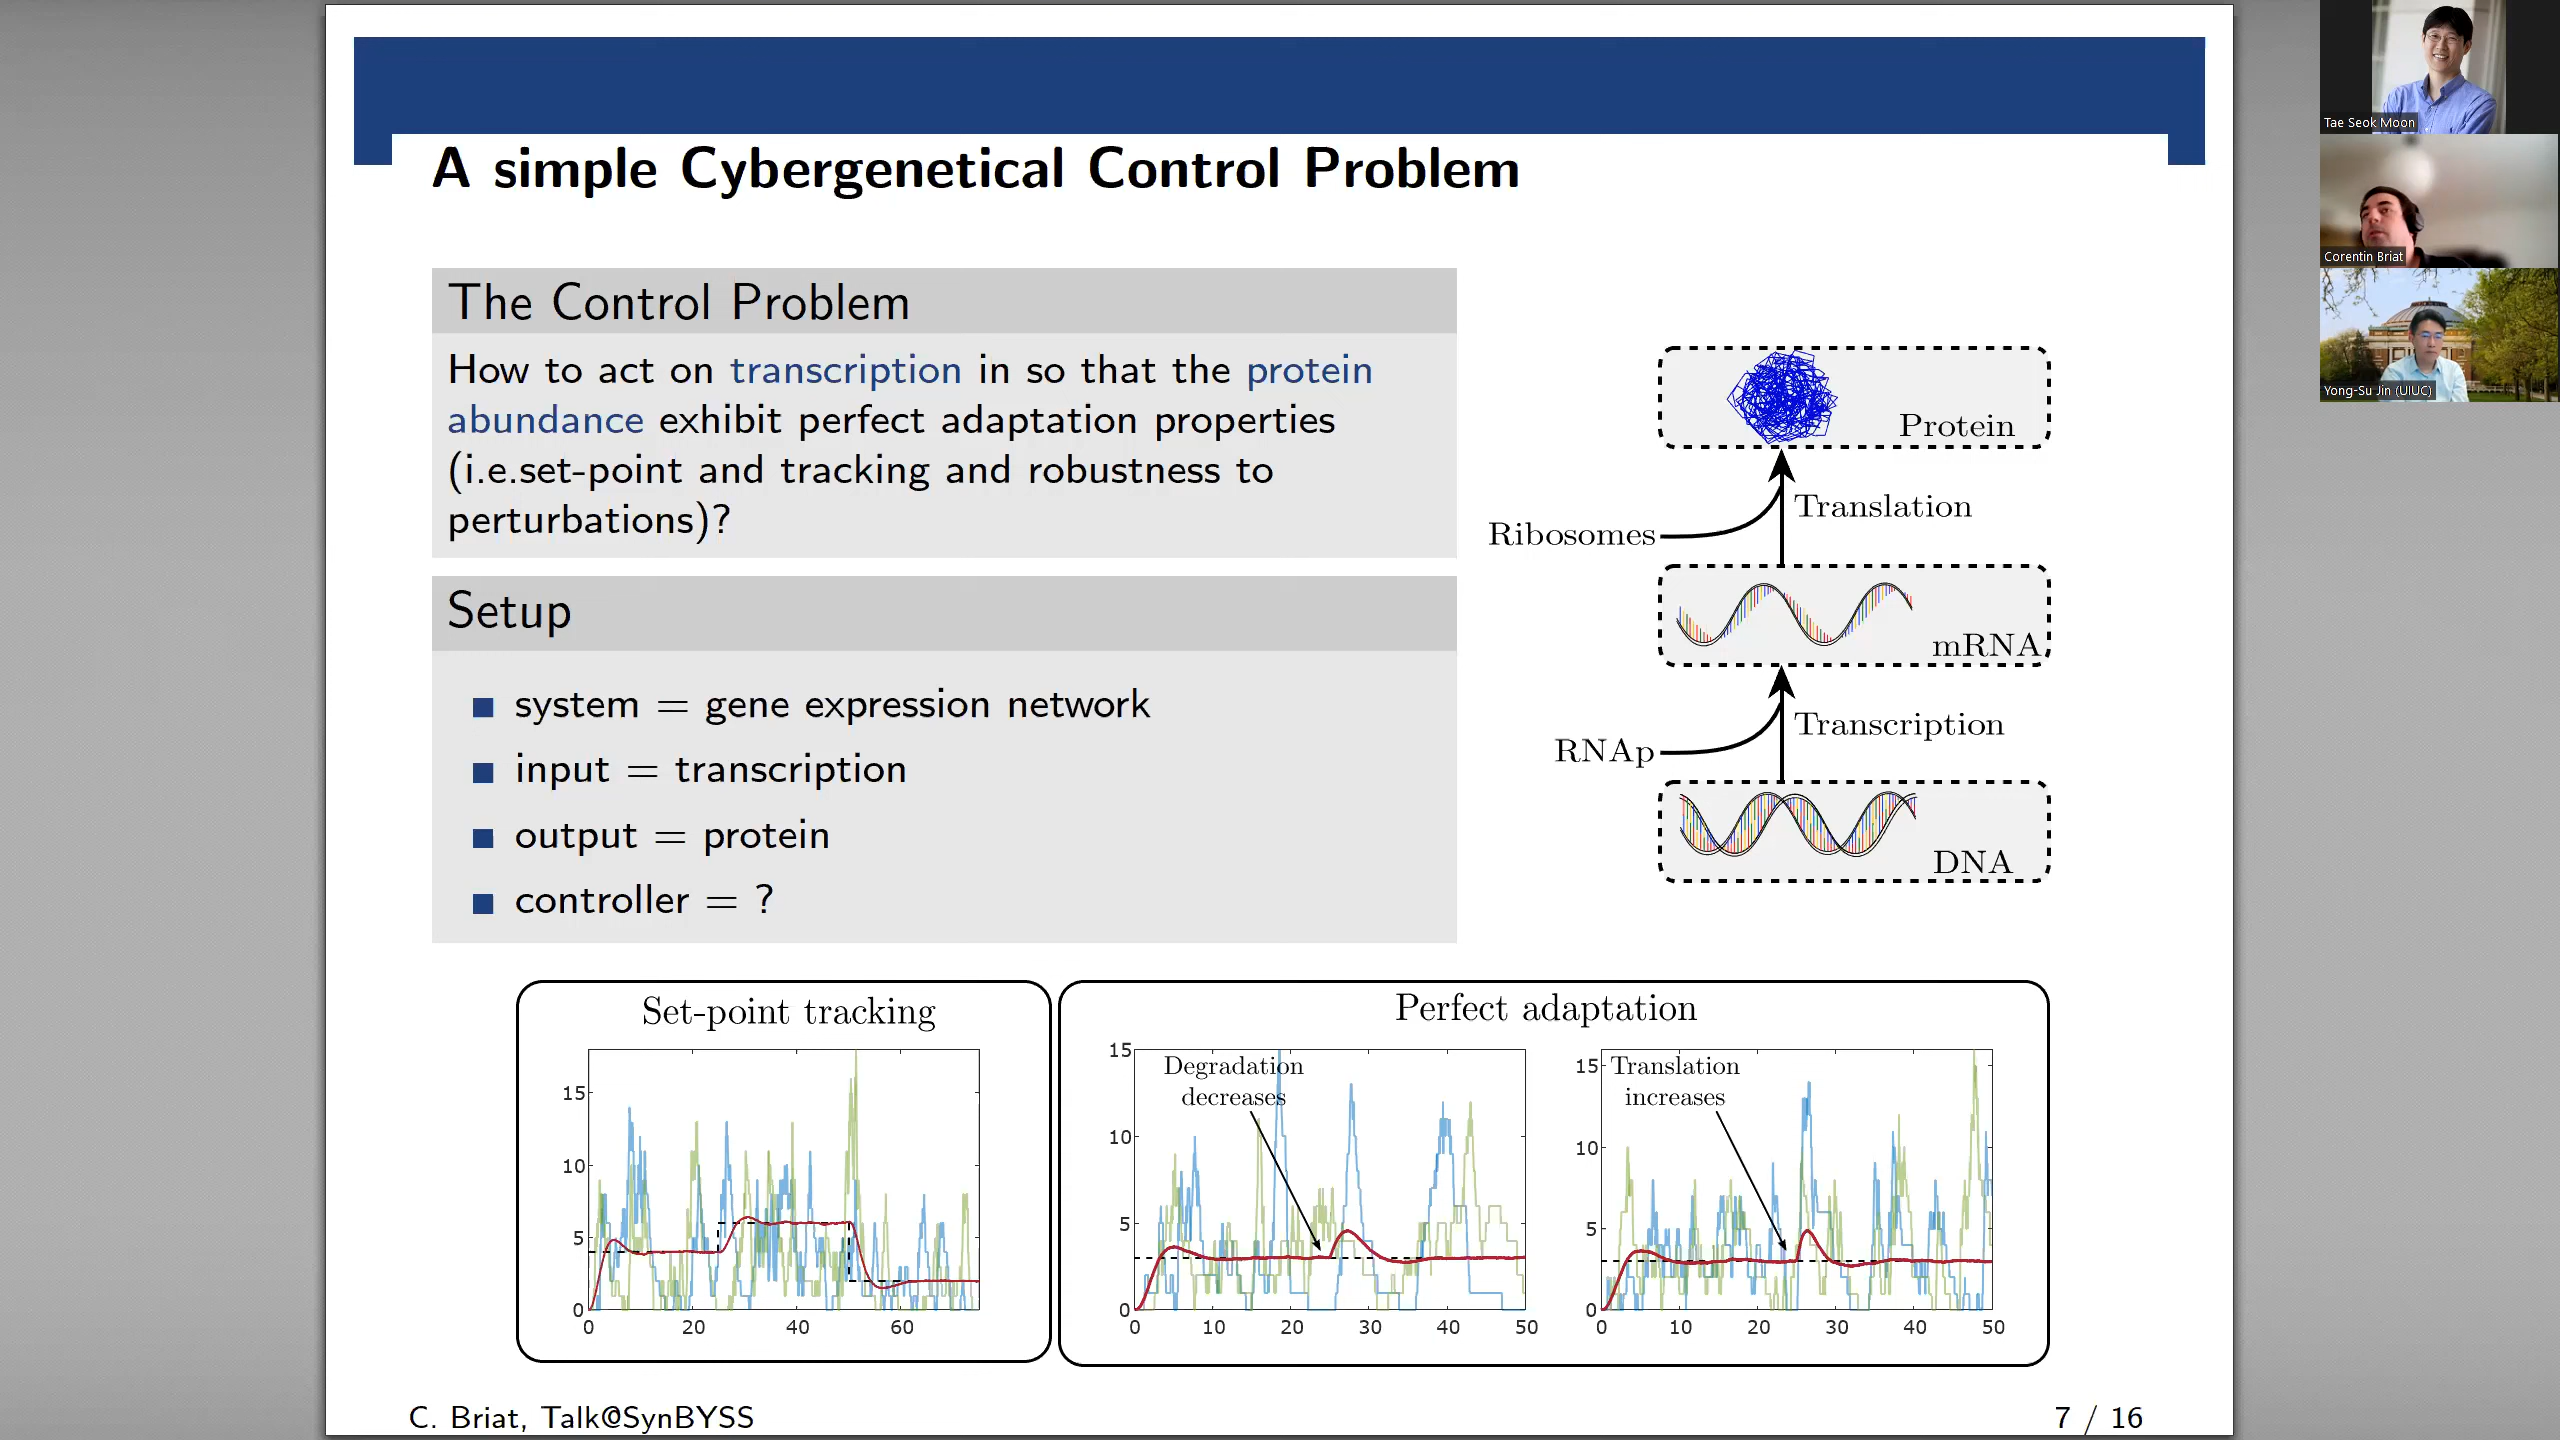 A simple Cybergenetical Control Problem
The Control Problem
How to act on transcription in so that the protein
abundance exhibit perfect adaptation properties
(i.e.set-point and tracking and robustness to
perturbations)?
Setup
system = gene expression network
input = transcription
output = protein
controller = ?
Protein
Translation
Ribosomes
mRNA
Transcription
RNAp
DNA
Set-point tracking
15
10
5
0
0 20 40 60
Perfect adaptation
Degradation
decreases
15
10
5
0
0 10 20 30 40 50
Translation
increases
15
10
5
0
0 10 20 30 40 50
C. Briat, Talk@SynBYSS
7 / 16
Tae Seok Moon
Corentin Briat
Yong-Su Jin (UIUC)